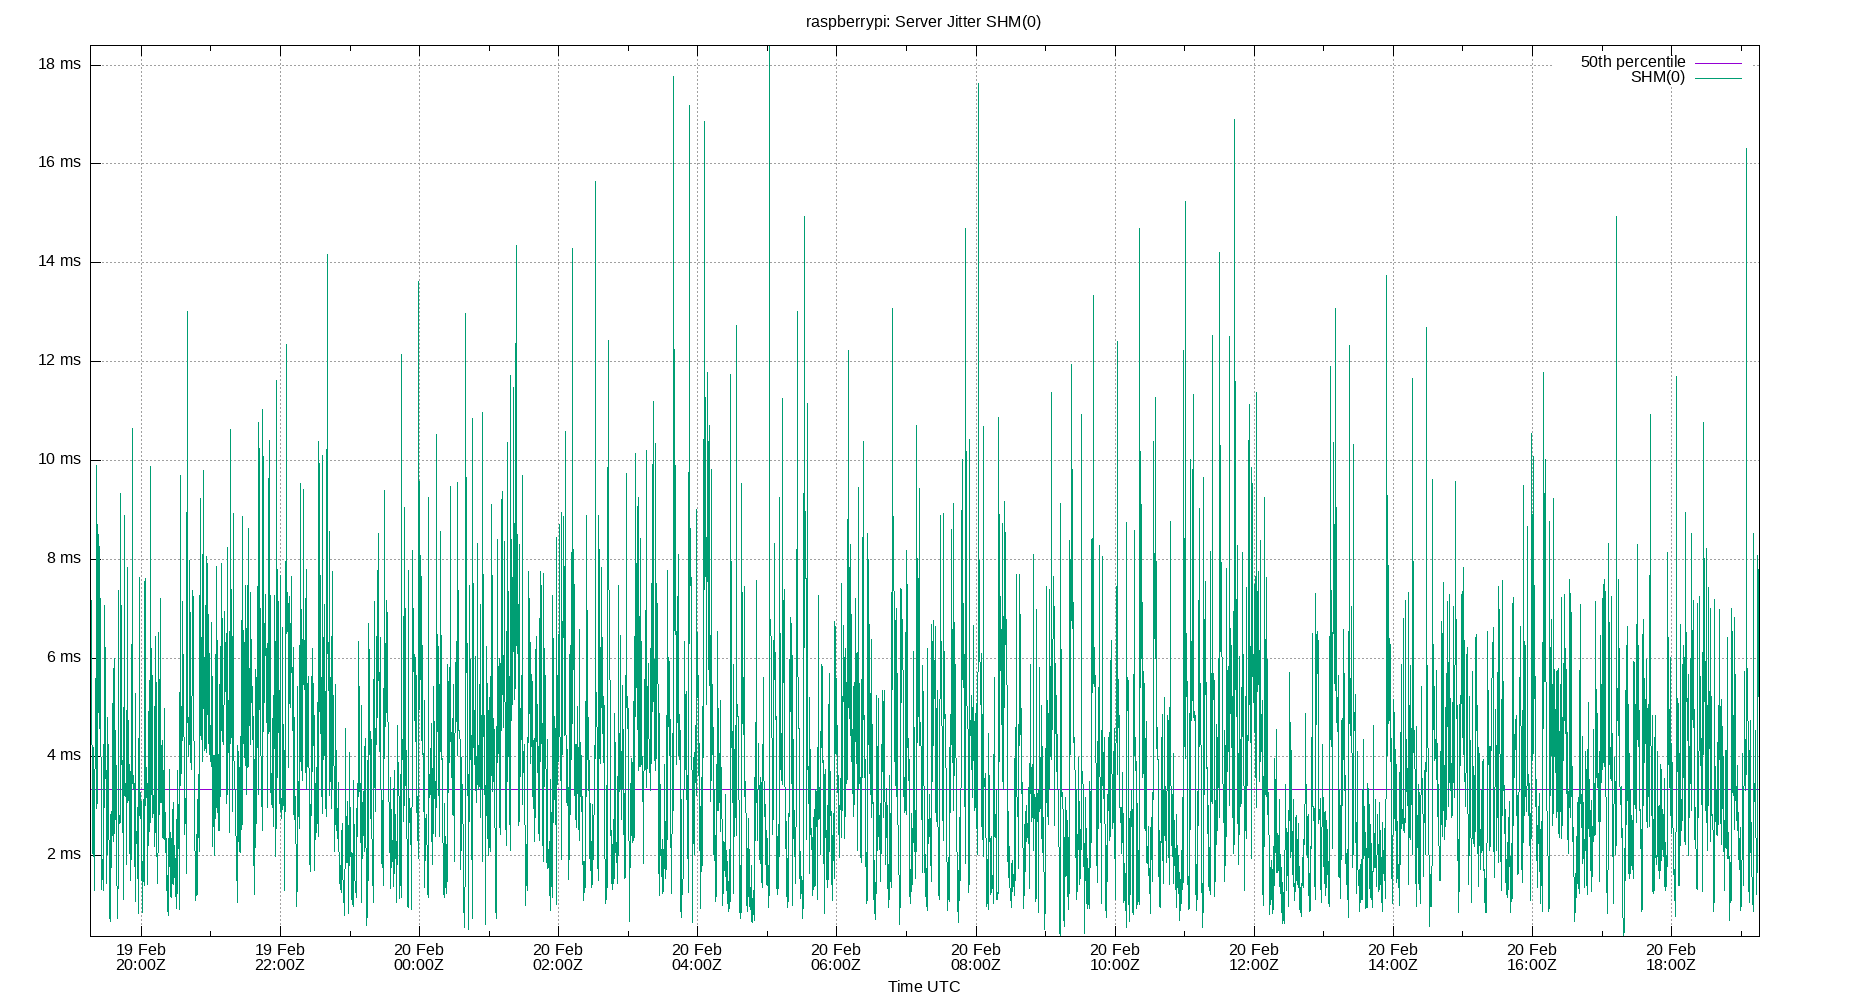 raspberrypi: Server Jitter SHM(0)
50th percentile
SHM(0)
18 ms
16 ms
14 ms
12 ms
10 ms
8 ms
6 ms
4 ms
2 ms
19 Feb 19 Feb 20 Feb 20 Feb 20 Feb 20 Feb 20 Feb 20 Feb 20 Feb 20 Feb 20 Feb 20 Feb
20:00Z 22:00Z 00:00Z 02:00Z 04:00Z 06:00Z 08:00Z 10:00Z 12:00Z 14:00Z 16:00Z 18:00Z
Time UTC